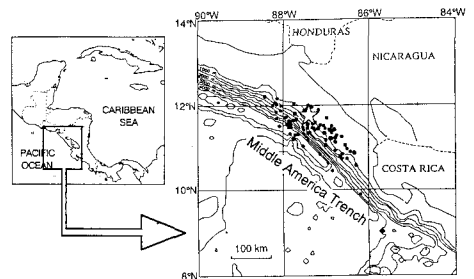 90°W 88°W 86°W 84°W
14°N
HONDURAS
NICARAGUA
CARIBBEAN
SEA
12°N
PACIFIC
OCEAN
Middle America Trench
COSTA RICA
10°N
100 km
8°N